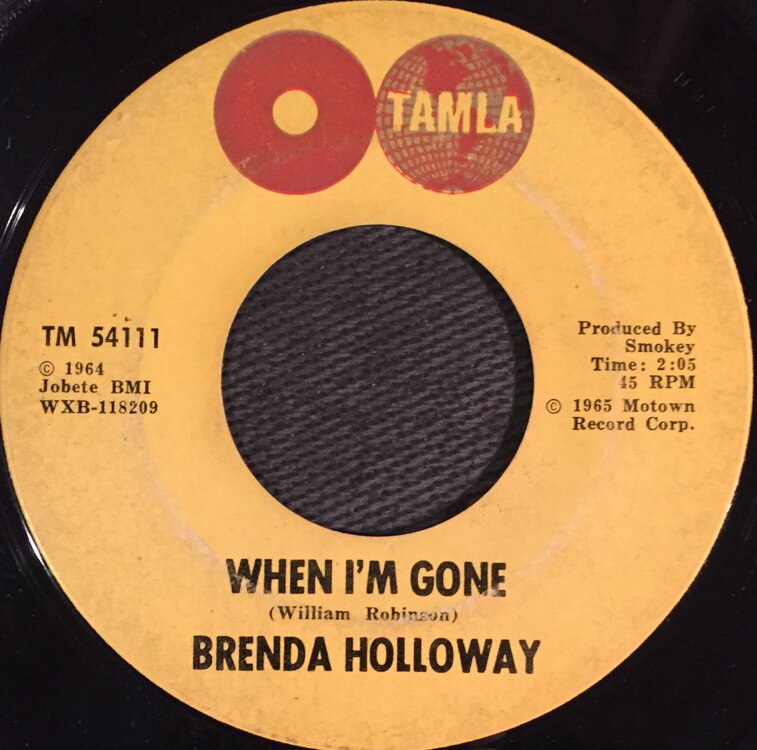 TAMLA
TM 54111
© 1964
Jobete BMI
WXB-118209
Produced By
Smokey
Time: 2:05
45 RPM
© 1965 Motown
Record Corp.
WHEN I'M GONE
(William Robinson)
BRENDA HOLLOWAY